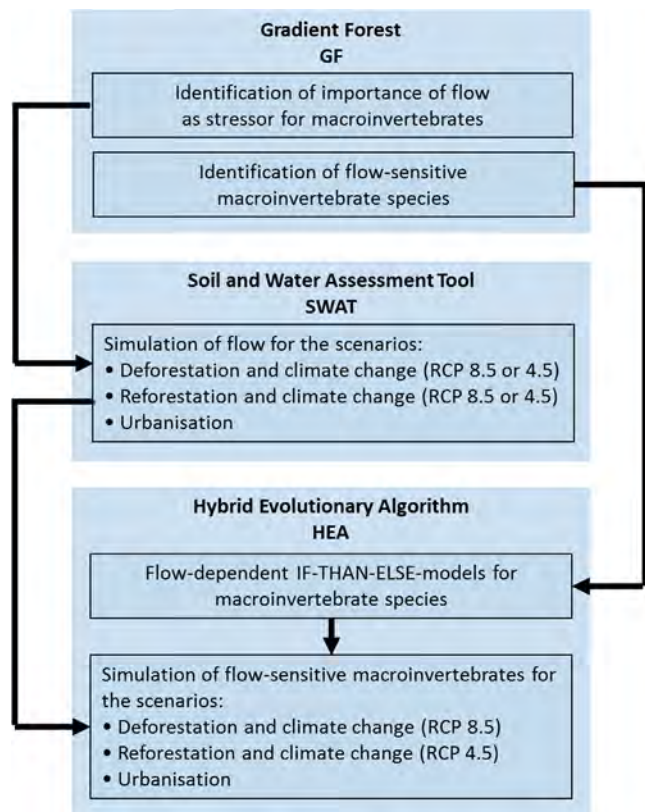 Gradient Forest
GF
Identification of importance of flow
as stressor for macroinvertebrates
Identification of flow-sensitive
macroinvertebrate species
Soil and Water Assessment Tool
SWAT
Simulation of flow for the scenarios:
• Deforestation and climate change (RCP 8.5 or 4.5)
• Reforestation and climate change (RCP 8.5 or 4.5)
• Urbanisation
Hybrid Evolutionary Algorithm
HEA
Flow-dependent IF-THAN-ELSE-models for
macroinvertebrate species
Simulation of flow-sensitive macroinvertebrates for
the scenarios:
• Deforestation and climate change (RCP 8.5)
• Reforestation and climate change (RCP 4.5)
• Urbanisation